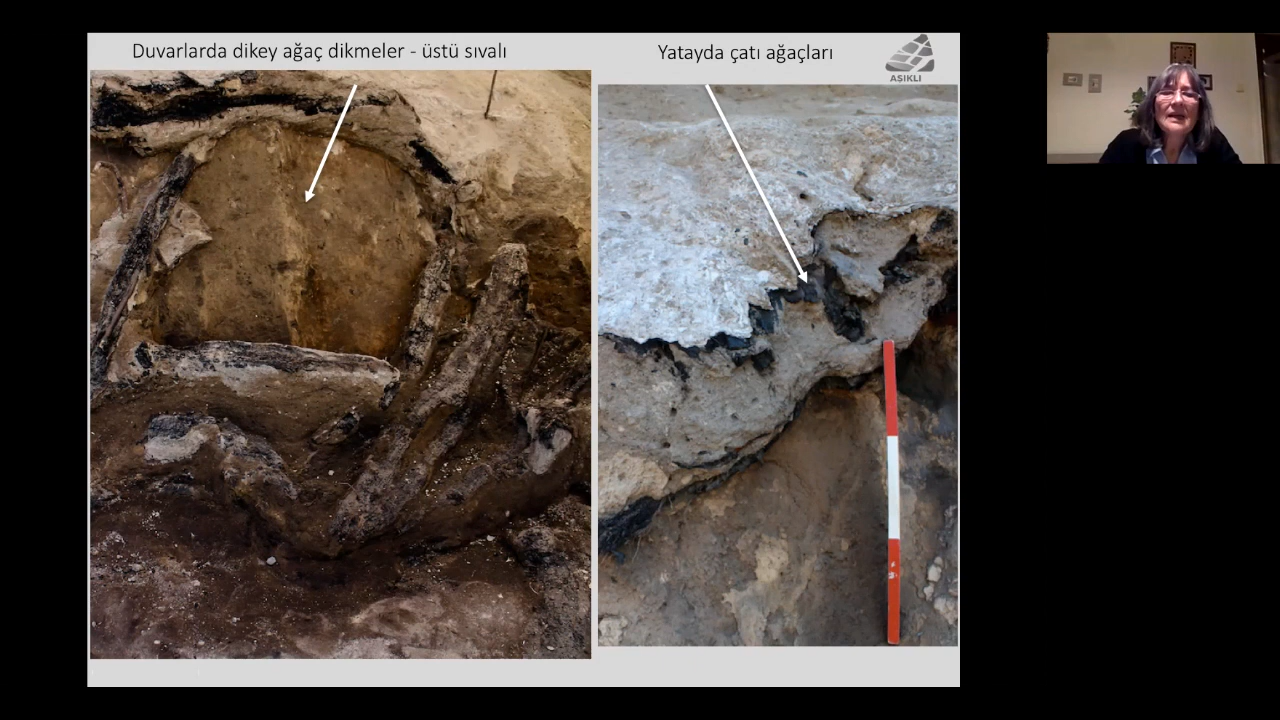 Duvarlarda dikey ağaç dikmeler - üstü sıvalı
Yatayda çatı ağaçları
AŞIKLI